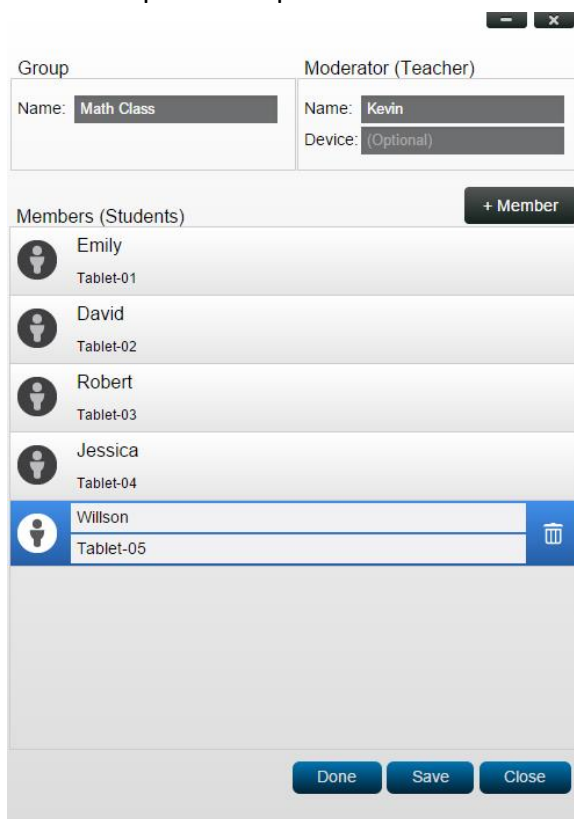 Group
Moderator (Teacher)
Name: Math Class
Name: Kevin
Device: (Optional)
Members (Students)
+ Member
Emily
Tablet-01
David
Tablet-02
Robert
Tablet-03
Jessica
Tablet-04
Willson
Tablet-05
Done Save Close